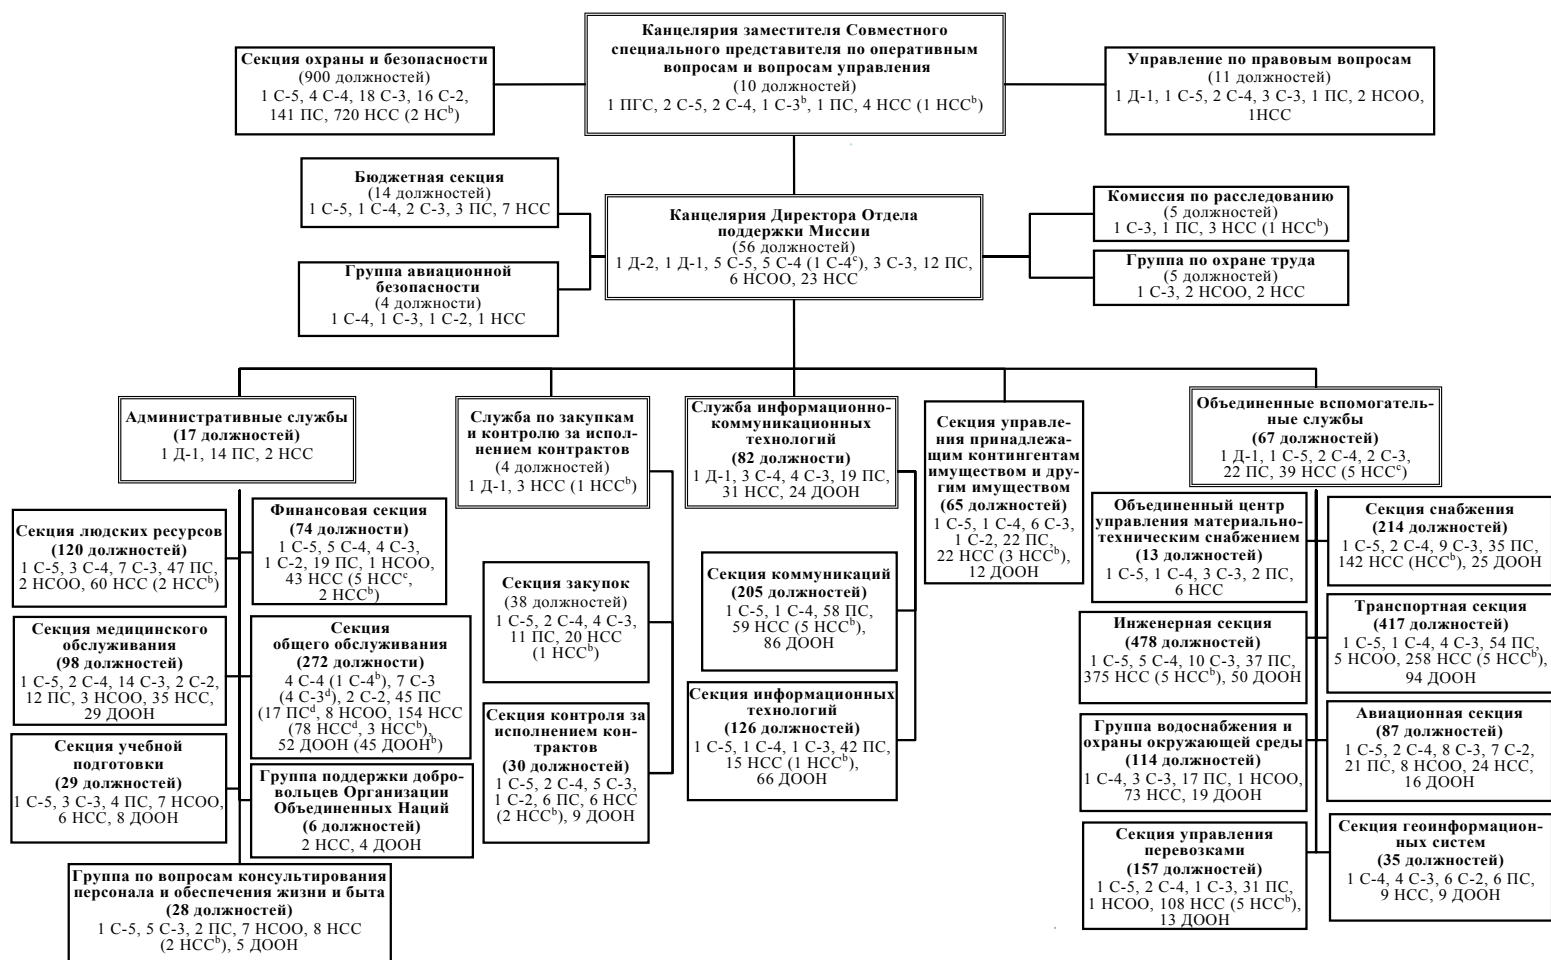 Канцелярия заместителя Совместного
специального представителя по оперативным
вопросам и вопросам управления
(10 должностей)
1 ПГС, 2 С-5, 2 С-4, 1 С-3b, 1 ПС, 4 НСС (1 НССb)
Секция охраны и безопасности
(900 должностей)
1 С-5, 4 С-4, 18 С-3, 16 С-2,
141 ПС, 720 НСС (2 НСb)
Управление по правовым вопросам
(11 должностей)
1 Д-1, 1 С-5, 2 С-4, 3 С-3, 1 ПС, 2 НСОО,
1НСС
Бюджетная секция
(14 должностей)
1 С-5, 1 С-4, 2 С-3, 3 ПС, 7 НСС
Группа авиационной
безопасности
(4 должности)
1 С-4, 1 С-3, 1 С-2, 1 НСС
Канцелярия Директора Отдела
поддержки Миссии
(56 должностей)
1 Д-2, 1 Д-1, 5 С-5, 5 С-4 (1 С-4c), 3 С-3, 12 ПС,
6 НСОО, 23 НСС
Комиссия по расследованию
(5 должностей)
1 С-3, 1 ПС, 3 НСС (1 НССb)
Группа по охране труда
(5 должностей)
1 С-3, 2 НСОО, 2 НСС
Административные службы
(17 должностей)
1 Д-1, 14 ПС, 2 НСС
Секция людских ресурсов
(120 должностей)
1 С-5, 3 С-4, 7 С-3, 47 ПС,
2 НСОО, 60 НСС (2 НССb)
Финансовая секция
(74 должности)
1 С-5, 5 С-4, 4 С-3,
1 С-2, 19 ПС, 1 НСОО,
43 НСС (5 НССc,
2 НССb)
Секция медицинского
обслуживания
(98 должностей)
1 С-5, 2 С-4, 14 С-3, 2 С-2,
12 ПС, 3 НСОО, 35 НСС,
29 ДООН
Секция
общего обслуживания
(272 должности)
4 С-4 (1 С-4b), 7 С-3
(4 С-3d), 2 С-2, 45 ПС
(17 ПСd, 8 НСОО, 154 НСС
(78 НССd, 3 НССb),
52 ДООН (45 ДООНb)
Секция учебной
подготовки
(29 должностей)
1 С-5, 3 С-3, 4 ПС, 7 НСОО,
6 НСС, 8 ДООН
Группа поддержки добро-
вольцев Организации
Объединенных Наций
(6 должностей)
2 НСС, 4 ДООН
Группа по вопросам консультирования
персонала и обеспечения жизни и быта
(28 должностей)
1 С-5, 5 С-3, 2 ПС, 7 НСОО, 8 НСС
(2 НССb), 5 ДООН
Служба по закупкам
и контролю за испол-
нением контрактов
(4 должностей)
1 Д-1, 3 НСС (1 НССb)
Секция закупок
(38 должностей)
1 С-5, 2 С-4, 4 С-3,
11 ПС, 20 НСС
(1 НССb)
Секция контроля за
исполнением кон-
трактов
(30 должностей)
1 С-5, 2 С-4, 5 С-3,
1 С-2, 6 ПС, 6 НСС
(2 НССb), 9 ДООН
Служба информационно-
коммуникационных
технологий
(82 должности)
1 Д-1, 3 С-4, 4 С-3, 19 ПС,
31 НСС, 24 ДООН
Секция коммуникаций
(205 должностей)
1 С-5, 1 С-4, 58 ПС,
59 НСС (5 НССb),
86 ДООН
Секция информационных
технологий
(126 должностей)
1 С-5, 1 С-4, 1 С-3, 42 ПС,
15 НСС (1 НССb),
66 ДООН
Секция управле-
ния принадлежа-
щим контингентам
имуществом и дру-
гим имуществом
(65 должностей)
1 С-5, 1 С-4, 6 С-3,
1 С-2, 22 ПС,
22 НСС (3 НССb),
12 ДООН
Объединенные вспомогатель-
ные службы
(67 должностей)
1 Д-1, 1 С-5, 2 С-4, 2 С-3,
22 ПС, 39 НСС (5 НССc)
Объединенный центр
управления материально-
техническим снабжением
(13 должностей)
1 С-5, 1 С-4, 3 С-3, 2 ПС,
6 НСС
Секция снабжения
(214 должностей)
1 С-5, 2 С-4, 9 С-3, 35 ПС,
142 НСС (НССb), 25 ДООН
Инженерная секция
(478 должностей)
1 С-5, 5 С-4, 10 С-3, 37 ПС,
375 НСС (5 НССb), 50 ДООН
Транспортная секция
(417 должностей)
1 С-5, 1 С-4, 4 С-3, 54 ПС,
5 НСОО, 258 НСС (5 НССb),
94 ДООН
Группа водоснабжения и
охраны окружающей среды
(114 должностей)
1 С-4, 3 С-3, 17 ПС, 1 НСОО,
73 НСС, 19 ДООН
Авиационная секция
(87 должностей)
1 С-5, 2 С-4, 8 С-3, 7 С-2,
21 ПС, 8 НСОО, 24 НСС,
16 ДООН
Секция управления
перевозками
(157 должностей)
1 С-5, 2 С-4, 1 С-3, 31 ПС,
1 НСОО, 108 НСС (5 НССb),
13 ДООН
Секция геоинформацион-
ных систем
(35 должностей)
1 С-4, 4 С-3, 6 С-2, 6 ПС,
9 НСС, 9 ДООН